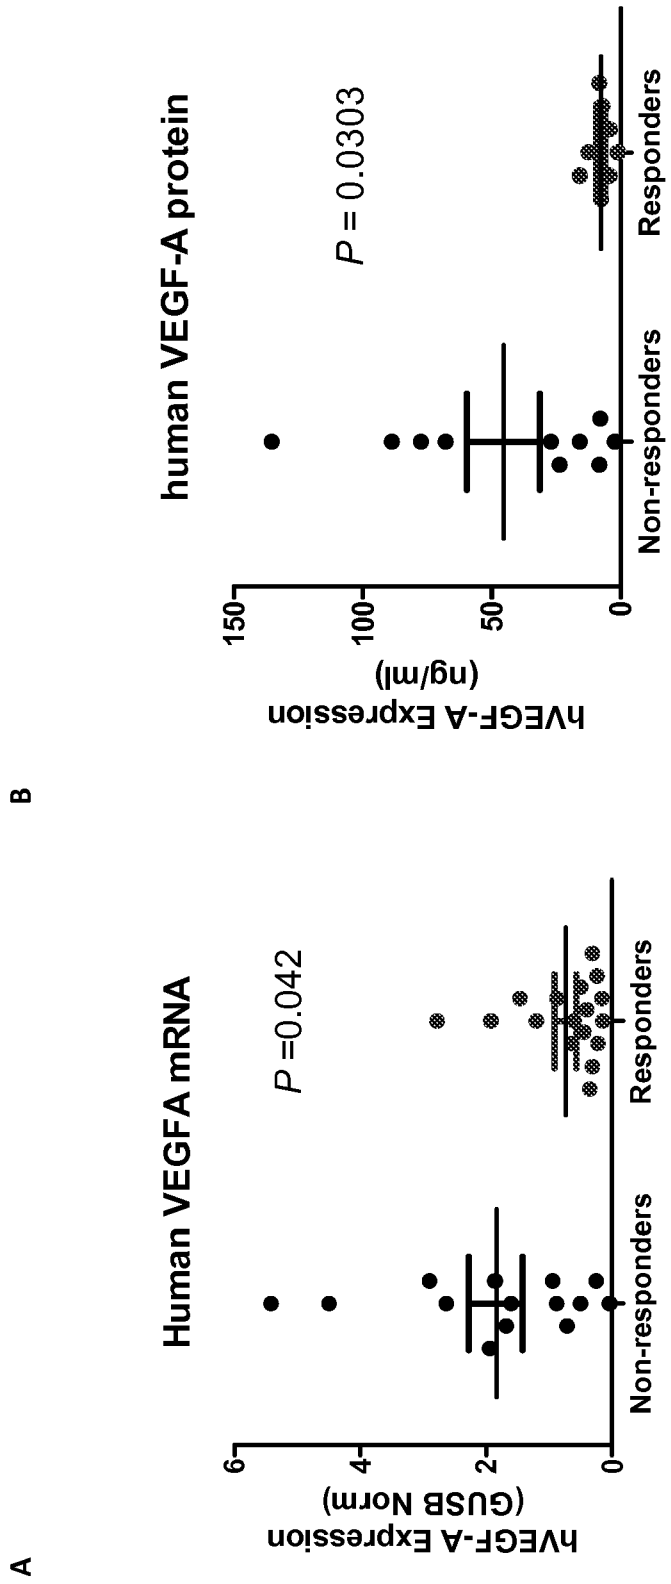 A
Human VEGFA mRNA
P =0.042
hVEGF-A Expression
(GUSB Norm)
6
4
2
0
Non-responders
Responders
B
human VEGF-A protein
P = 0.0303
hVEGF-A Expression
(ng/ml)
150
100
50
0
Non-responders
Responders